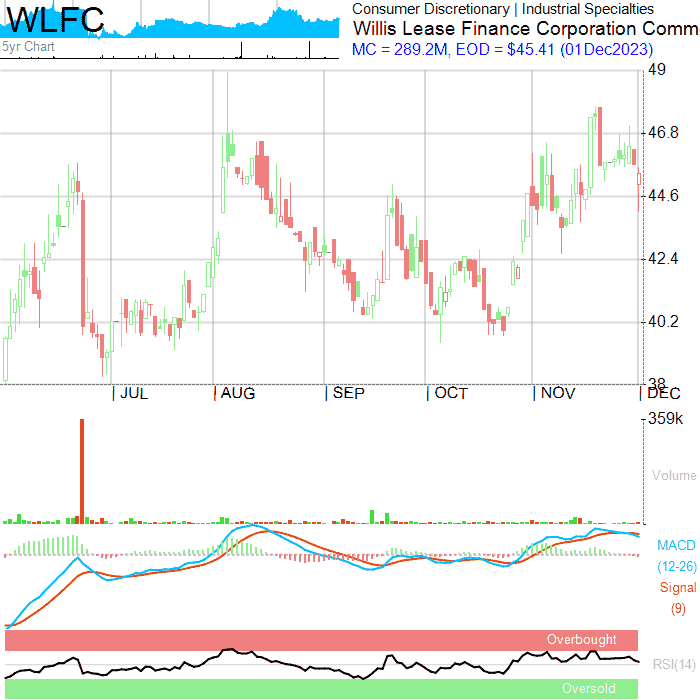 WLFC
5yr Chart
Consumer Discretionary | Industrial Specialties
Willis Lease Finance Corporation Comm
MC = 289.2M, EOD = $45.41 (01Dec2023)
49
46.8
44.6
42.4
40.2
38
| JUL | AUG | SEP | OCT | NOV | DEC
359k
Volume
MACD
(12-26)
Signal
(9)
Overbought
RSI(14)
Oversold